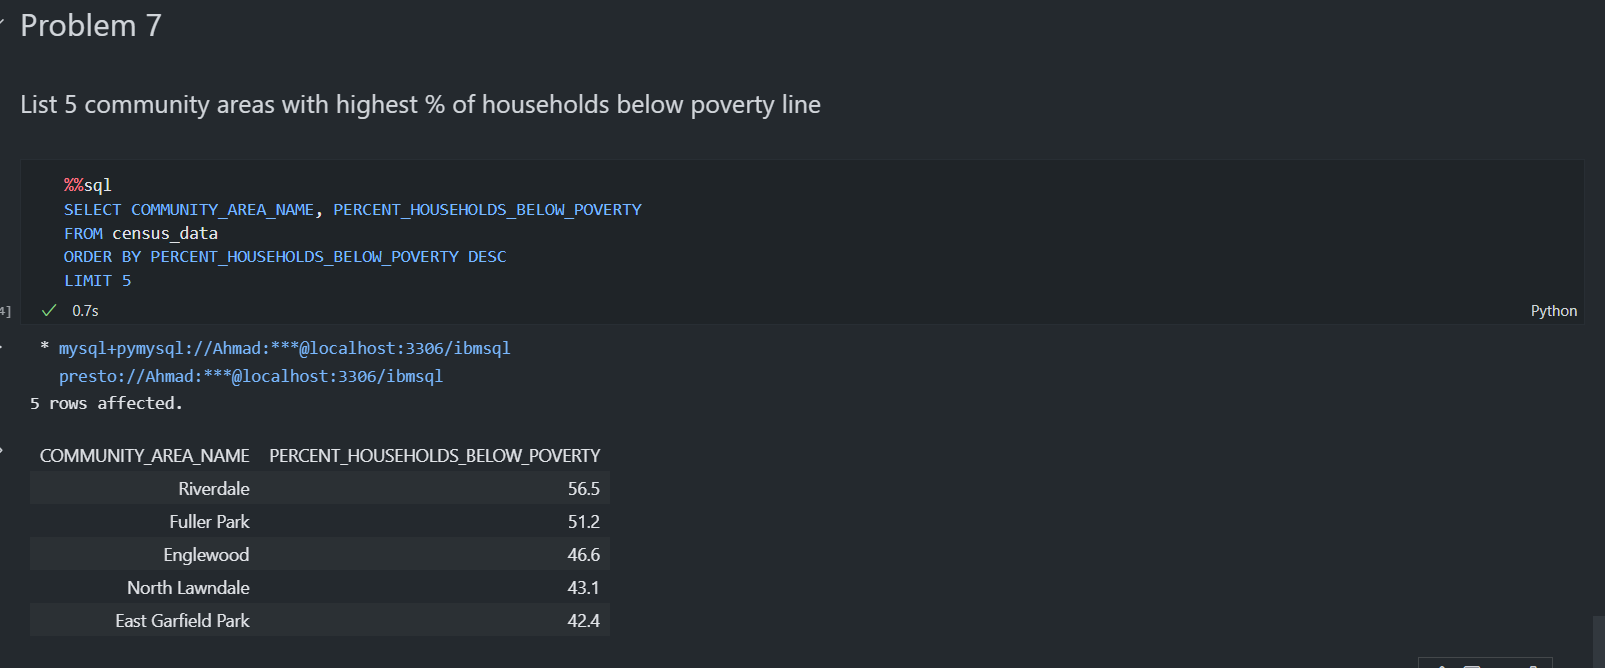 Problem 7
List 5 community areas with highest % of households below poverty line
%%sql
SELECT COMMUNITY_AREA_NAME, PERCENT_HOUSEHOLDS_BELOW_POVERTY
FROM census_data
ORDER BY PERCENT_HOUSEHOLDS_BELOW_POVERTY DESC
LIMIT 5
4] ✓ 0.7s Python
* mysql+pymysql://Ahmad:***@localhost:3306/ibmsql
presto://Ahmad:***@localhost:3306/ibmsql
5 rows affected.
COMMUNITY_AREA_NAME PERCENT_HOUSEHOLDS_BELOW_POVERTY
Riverdale 56.5
Fuller Park 51.2
Englewood 46.6
North Lawndale 43.1
East Garfield Park 42.4